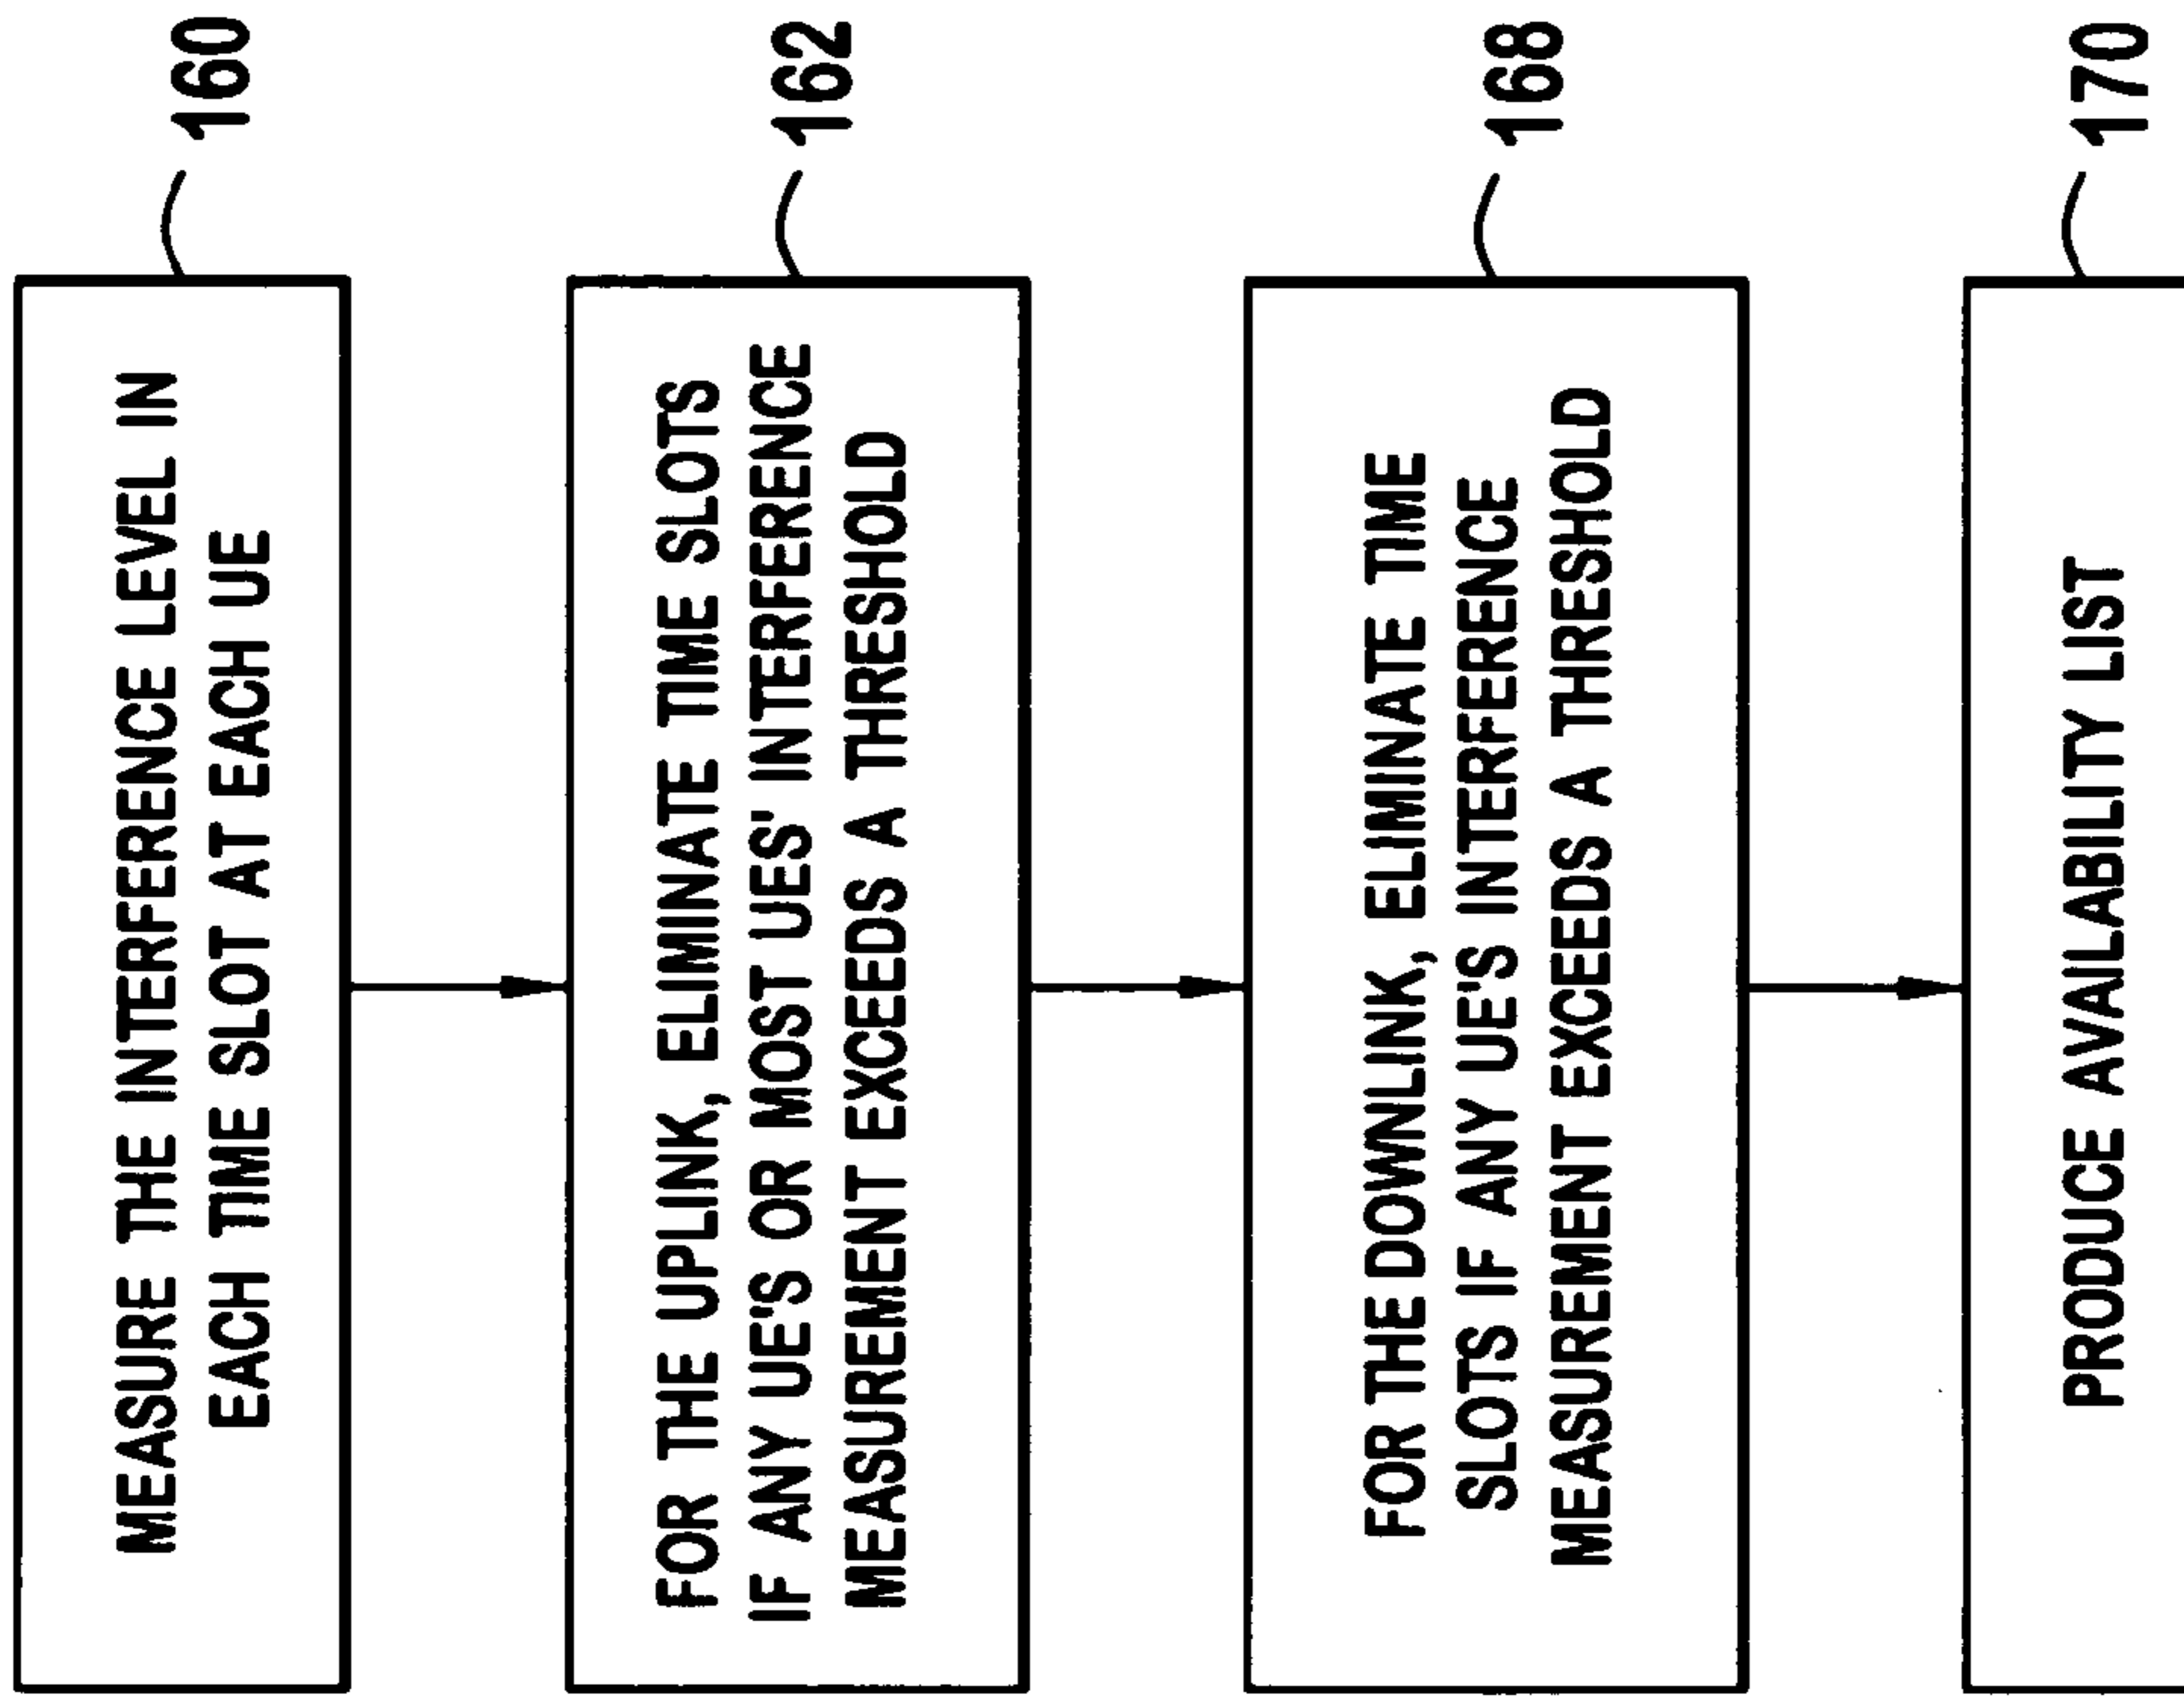 MEASURE THE INTERFERENCE LEVEL IN
EACH TIME SLOT AT EACH UE
160
FOR THE UPLINK, ELIMINATE TIME SLOTS
IF ANY UE'S OR MOST UES' INTERFERENCE
MEASUREMENT EXCEEDS A THRESHOLD
162
FOR THE DOWNLINK, ELIMINATE TIME
SLOTS IF ANY UE'S INTERFERENCE
MEASUREMENT EXCEEDS A THRESHOLD
168
PRODUCE AVAILABILITY LIST
170